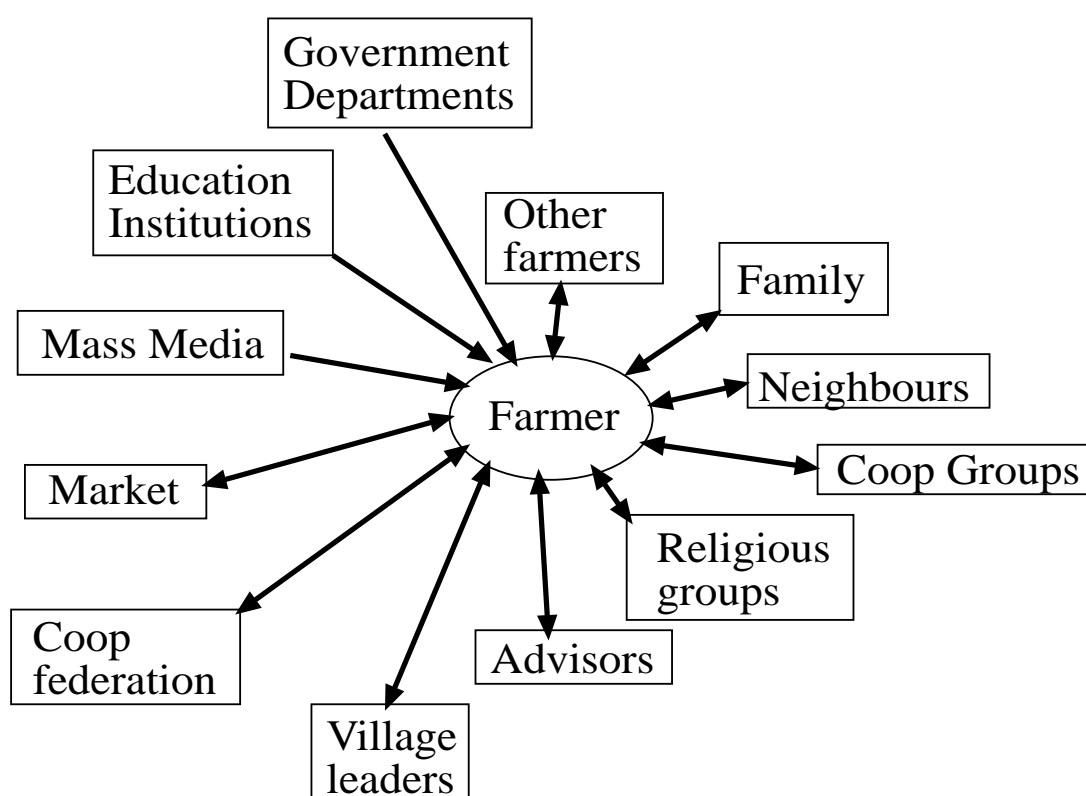 Government
Departments
Education
Institutions
Other
farmers
Family
Mass Media
Neighbours
Farmer
Market
Coop Groups
Religious
groups
Coop
federation
Advisors
Village
leaders